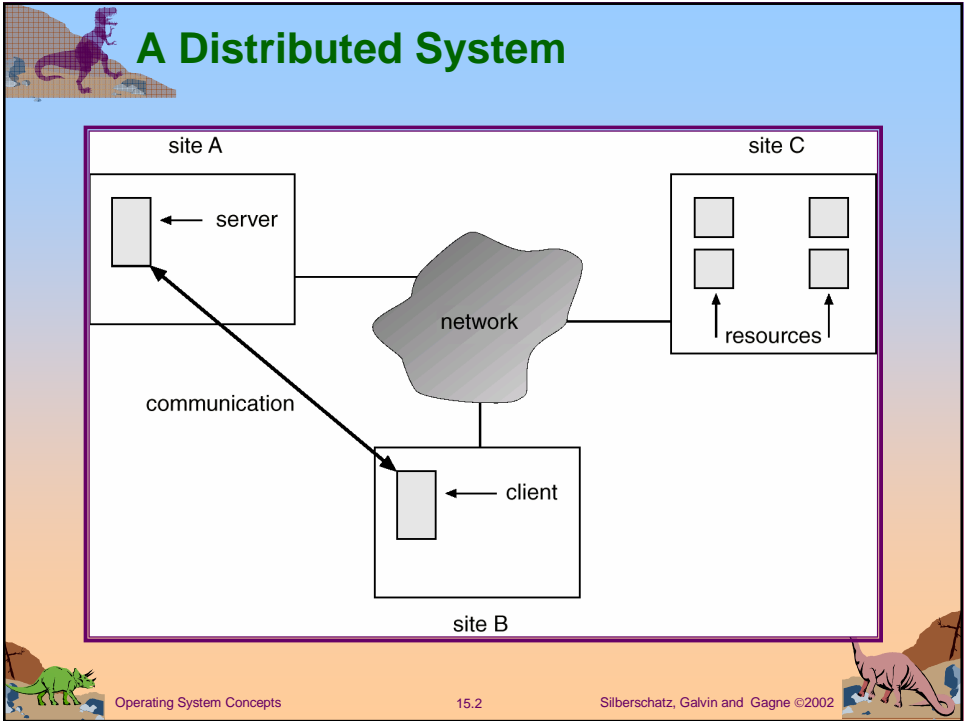 A Distributed System
site A
site C
server
network
resources
communication
client
site B
Operating System Concepts
15.2
Silberschatz, Galvin and Gagne ©2002